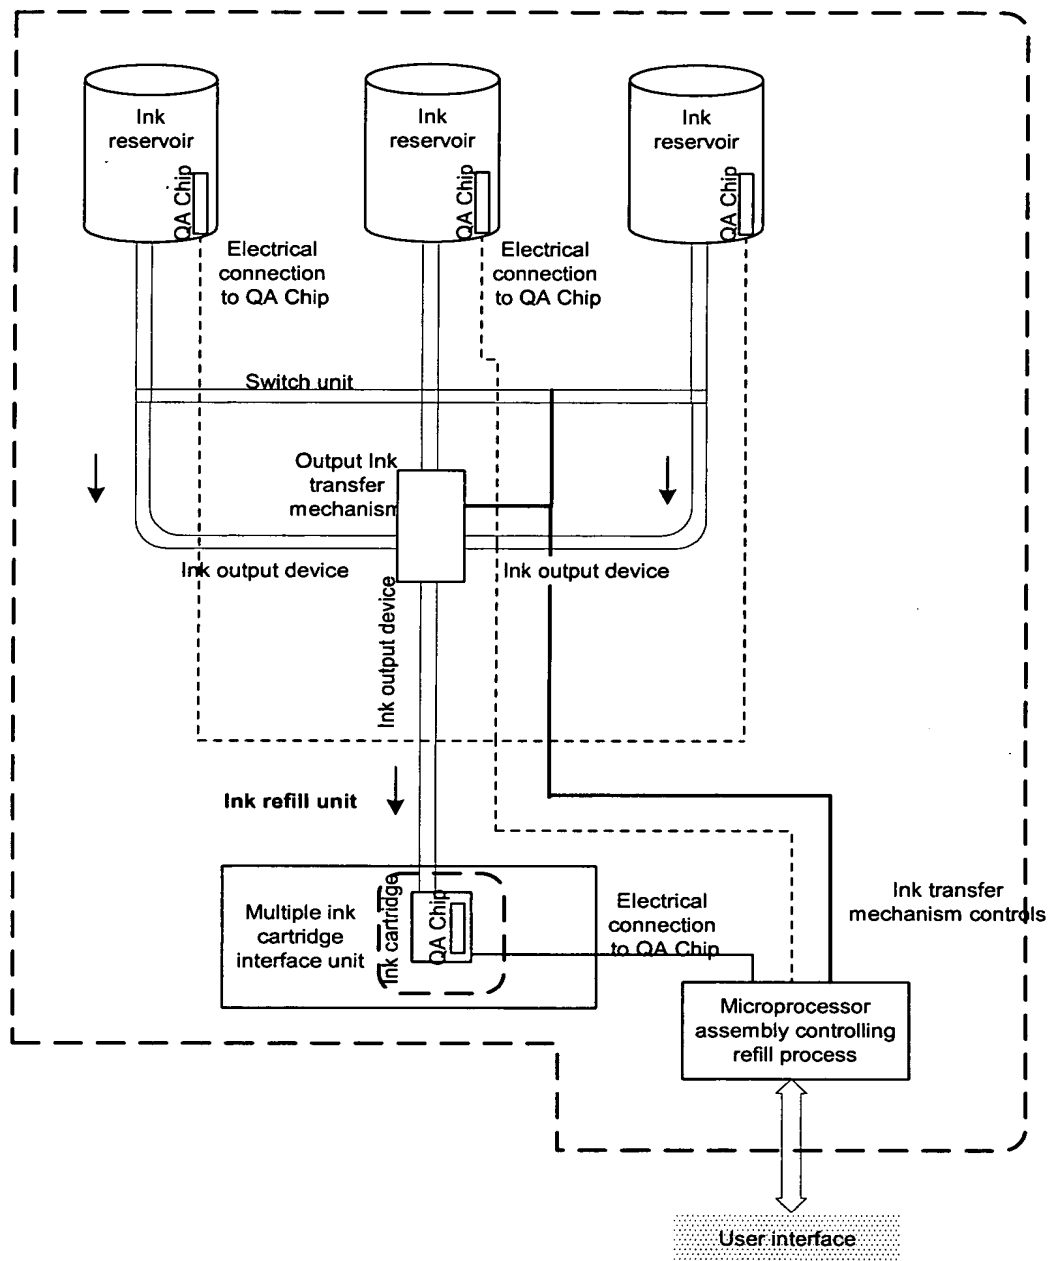 Ink
reservoir
QA Chip
Ink
reservoir
QA Chip
Ink
reservoir
QA Chip
Electrical
connection
to QA Chip
Electrical
connection
to QA Chip
Switch unit
Output Ink
transfer
mechanism
Ink output device
Ink output device
Ink output device
Ink refill unit
Multiple ink
cartridge
interface unit
Ink cartridge
QA Chip
Electrical
connection
to QA Chip
Ink transfer
mechanism controls
Microprocessor
assembly controlling
refill process
User interface